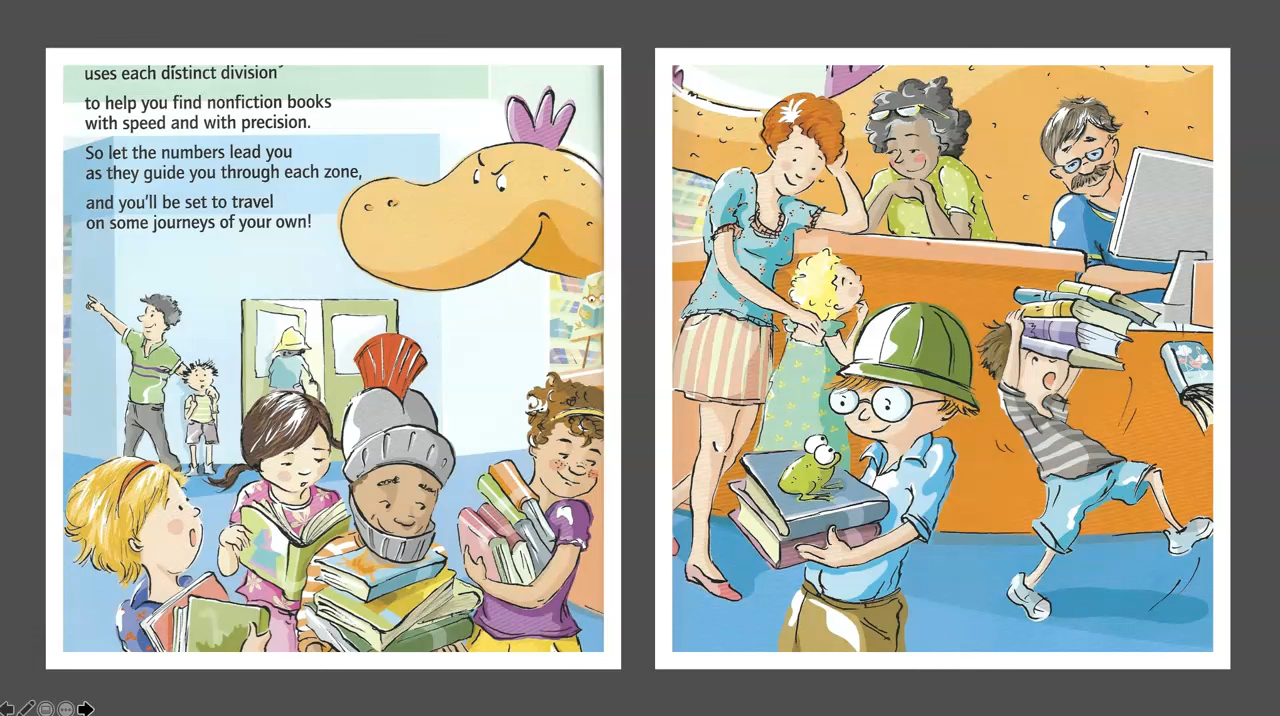 uses each distinct division
to help you find nonfiction books
with speed and with precision.
So let the numbers lead you
as they guide you through each zone,
and you'll be set to travel
on some journeys of your own!